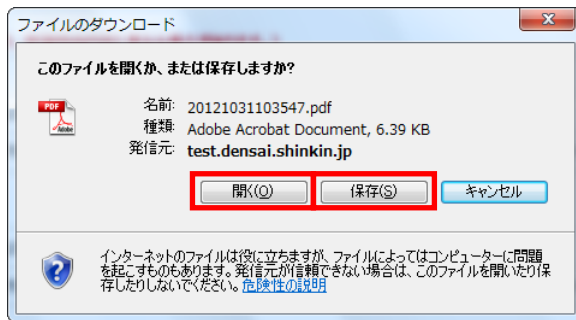 ファイルのダウンロード
このファイルを開くか、または保存しますか?
PDF
Adobe
名前: 20121031103547.pdf
種類: Adobe Acrobat Document, 6.39 KB
発信元: test.densai.shinkin.jp
開く(O) 保存(S) キャンセル
インターネットのファイルは役に立ちますが、ファイルによってはコンピューターに問題
を起こすものもあります。発信元が信頼できない場合は、このファイルを開いたり保
存したりしないでください。危険性の説明